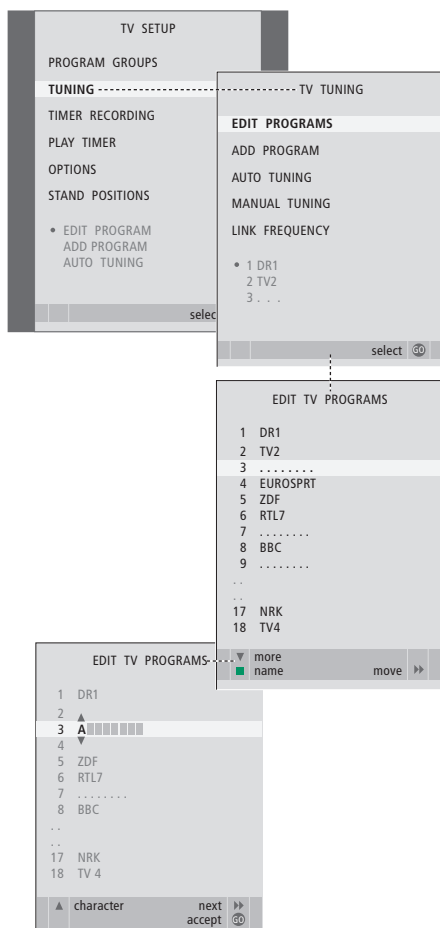 TV SETUP
PROGRAM GROUPS
TUNING
TIMER RECORDING
PLAY TIMER
OPTIONS
STAND POSITIONS
• EDIT PROGRAM
ADD PROGRAM
AUTO TUNING
selec
TV TUNING
EDIT PROGRAMS
ADD PROGRAM
AUTO TUNING
MANUAL TUNING
LINK FREQUENCY
• 1 DR1
2 TV2
3 . . .
select GO
EDIT TV PROGRAMS
1 DR1
2 TV2
3 . . . . . . . .
4 EUROSPRT
5 ZDF
6 RTL7
7 . . . . . . . .
8 BBC
9 . . . . . . . .
. .
. .
17 NRK
18 TV4
▼ more
name move ▶▶
EDIT TV PROGRAMS
1 DR1
2
3 A
4
5 ZDF
6 RTL7
7 . . . . . . . .
8 BBC
. .
. .
17 NRK
18 TV 4
▲ character next ▶▶
accept GO